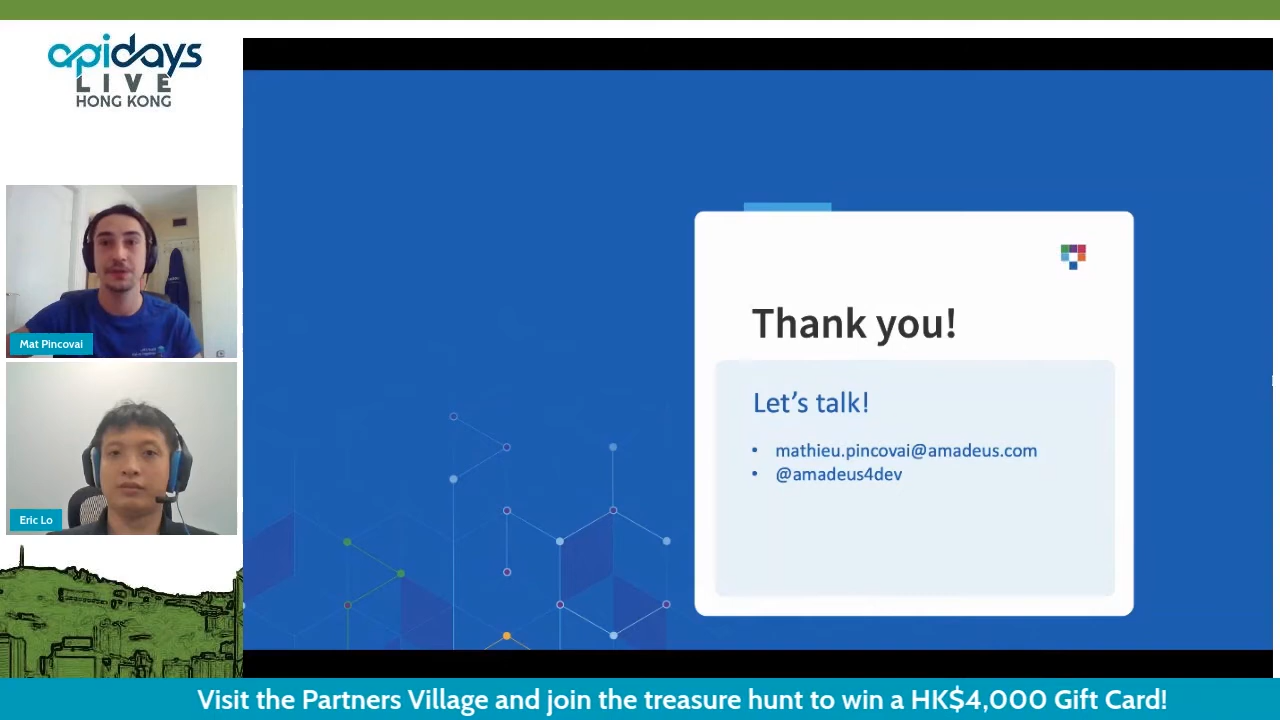 apidays
LIVE
HONG KONG
Mat Pincovai
Eric Lo
Thank you!
Let's talk!
• mathieu.pincovai@amadeus.com
• @amadeus4dev
Visit the Partners Village and join the treasure hunt to win a HK$4,000 Gift Card!